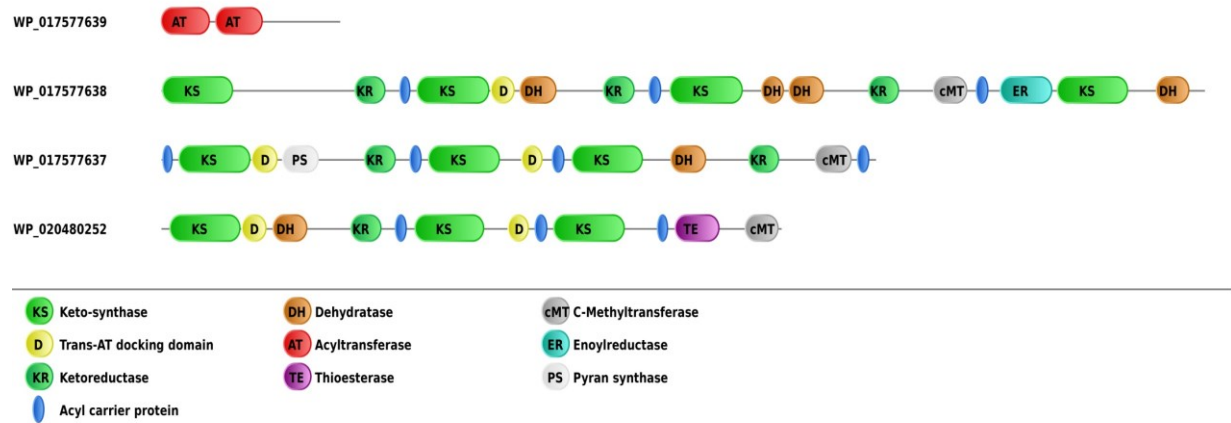 WP_017577639 AT AT
WP_017577638 KS KR KS D DH KR KS DH DH KR cMT ER KS DH
WP_017577637 KS D PS KR KS D KS DH KR cMT
WP_020480252 KS D DH KR KS D KS TE cMT
KS Keto-synthase DH Dehydratase cMT C-Methyltransferase
D Trans-AT docking domain AT Acyltransferase ER Enoylreductase
KR Ketoreductase TE Thioesterase PS Pyran synthase
Acyl carrier protein